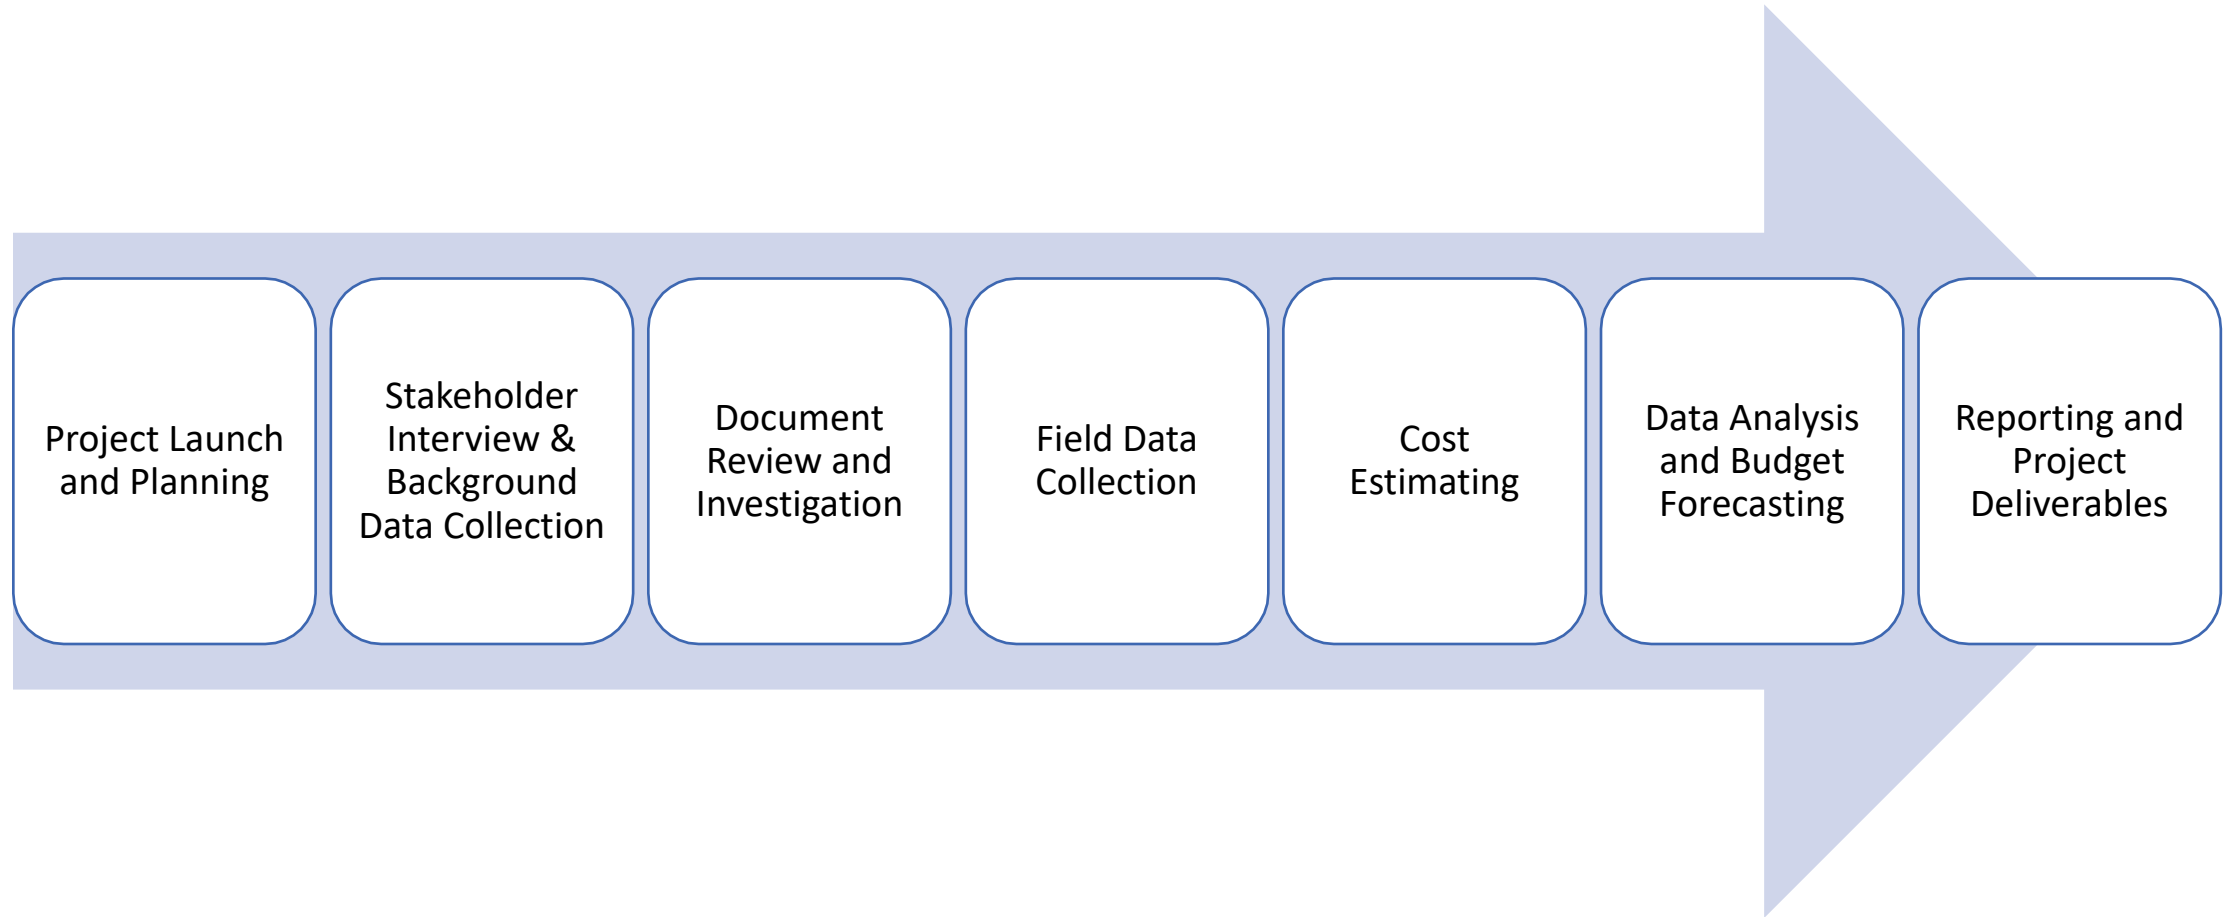 Project Launch
and Planning
Stakeholder
Interview &
Background
Data Collection
Document
Review and
Investigation
Field Data
Collection
Cost
Estimating
Data Analysis
and Budget
Forecasting
Reporting and
Project
Deliverables